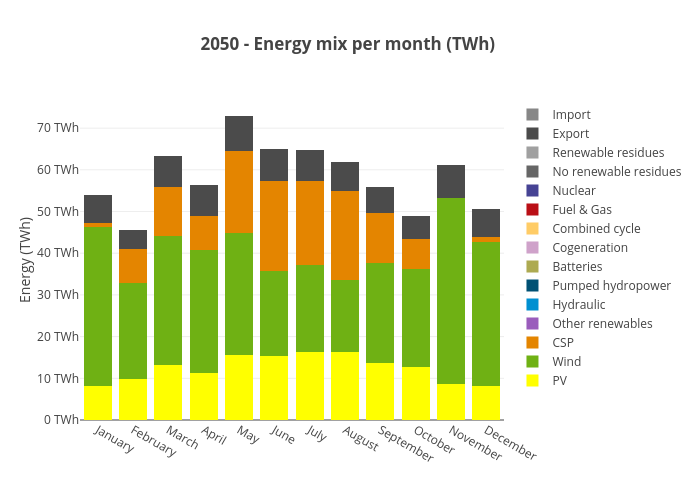 2050 - Energy mix per month (TWh)
Energy (TWh)
70 TWh
60 TWh
50 TWh
40 TWh
30 TWh
20 TWh
10 TWh
0 TWh
January
February
March
April
May
June
July
August
September
October
November
December
Import
Export
Renewable residues
No renewable residues
Nuclear
Fuel & Gas
Combined cycle
Cogeneration
Batteries
Pumped hydropower
Hydraulic
Other renewables
CSP
Wind
PV